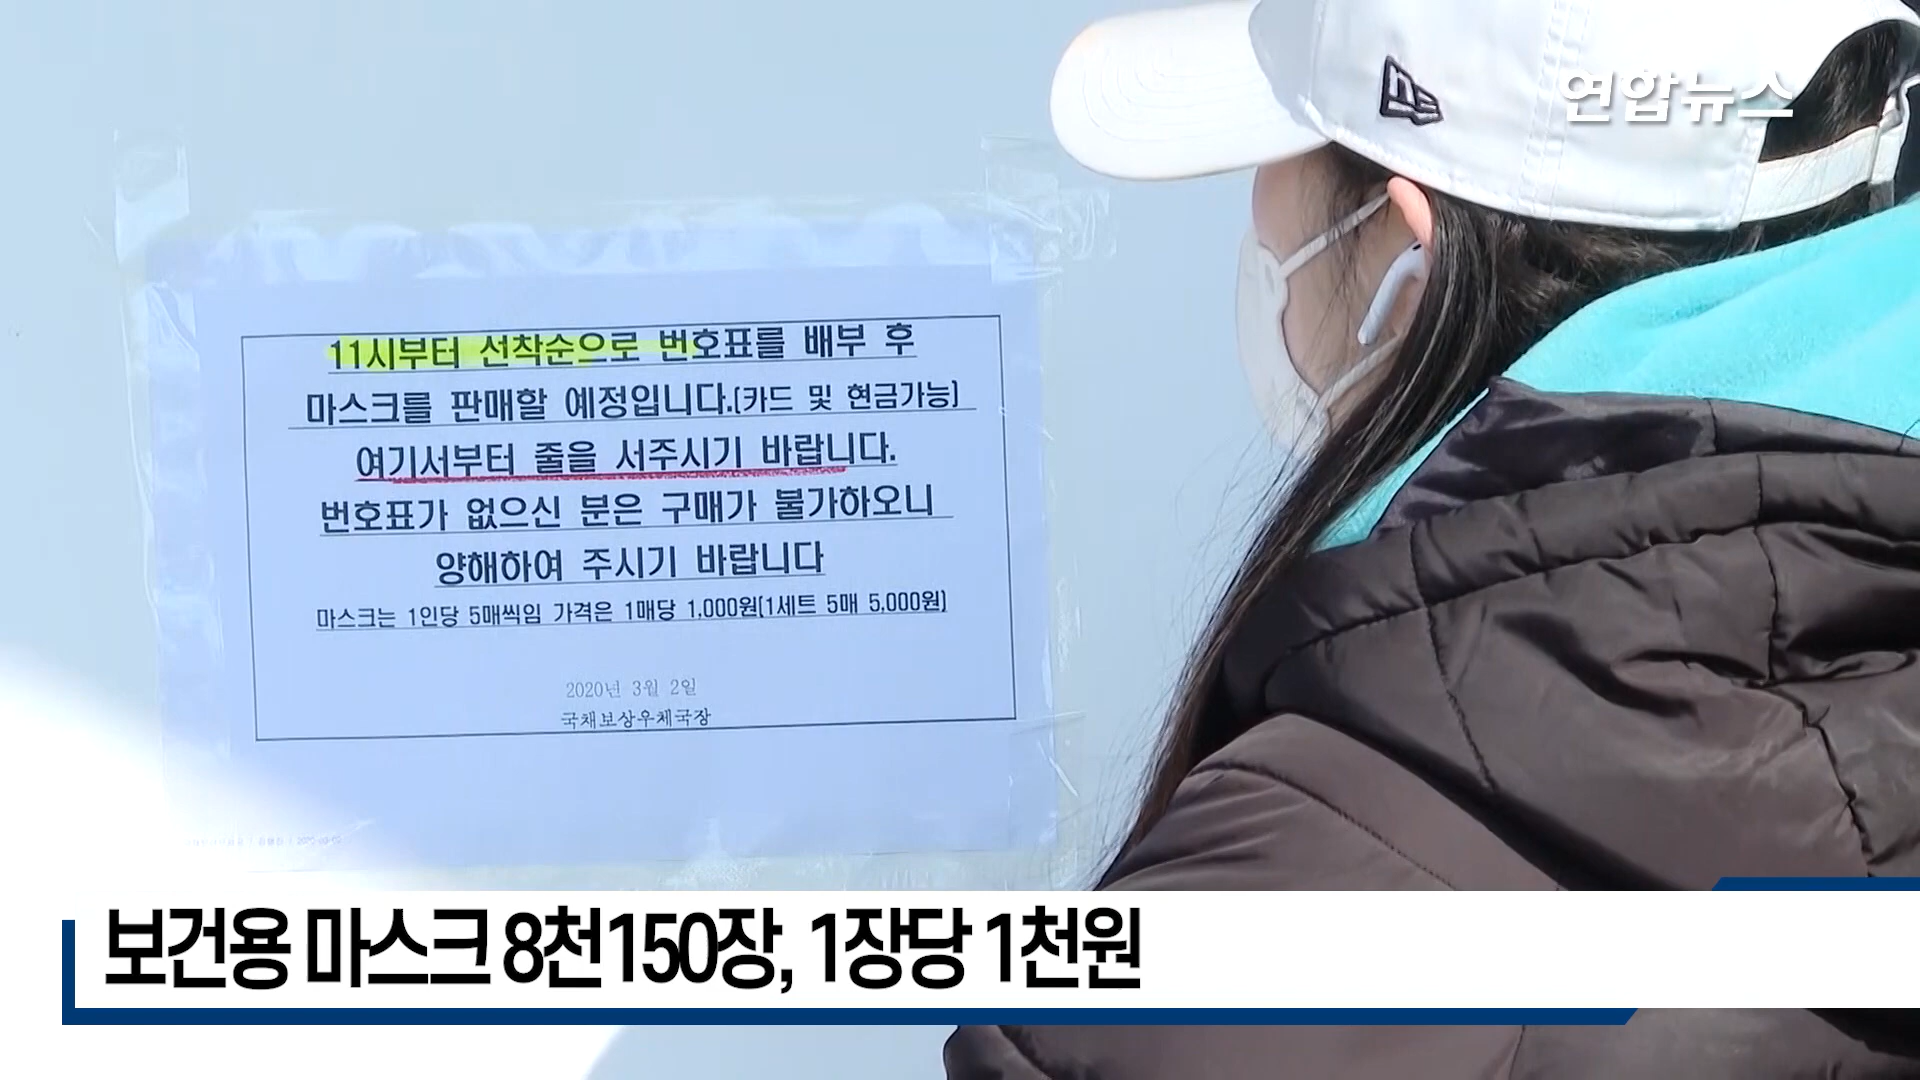 연합뉴스
11시부터 선착순으로 번호표를 배부 후
마스크를 판매할 예정입니다.(카드 및 현금가능)
여기서부터 줄을 서주시기 바랍니다.
번호표가 없으신 분은 구매가 불가하오니
양해하여 주시기 바랍니다
마스크는 1인당 5매씩임 가격은 1매당 1,000원(1세트 5매 5,000원)
2020년 3월 2일
국채보상우체국장
보건용 마스크 8천150장, 1장당 1천원